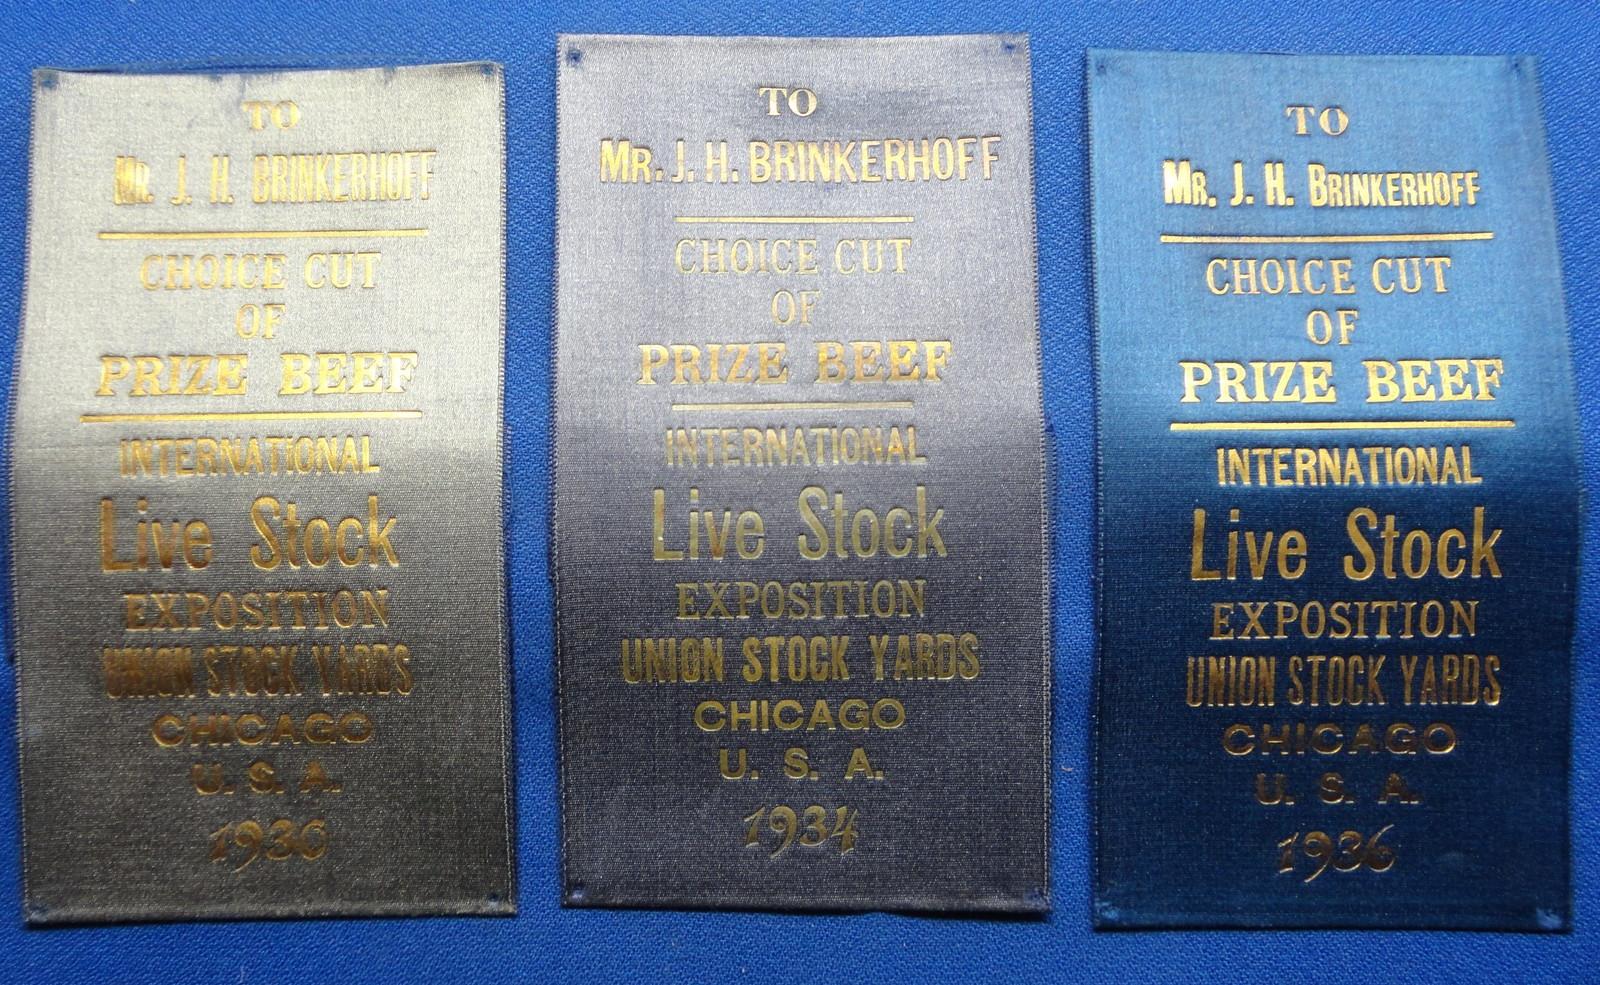 TO
MR. J. H. BRINKERHOFF
CHOICE CUT
OF
PRIZE BEEF
INTERNATIONAL
Live Stock
EXPOSITION
UNION STOCK YARDS
CHICAGO
U. S. A.
1936
TO
MR. J. H. BRINKERHOFF
CHOICE CUT
OF
PRIZE BEEF
INTERNATIONAL
Live Stock
EXPOSITION
UNION STOCK YARDS
CHICAGO
U. S. A.
1934
TO
MR. J. H. BRINKERHOFF
CHOICE CUT
OF
PRIZE BEEF
INTERNATIONAL
Live Stock
EXPOSITION
UNION STOCK YARDS
CHICAGO
U. S. A.
1936